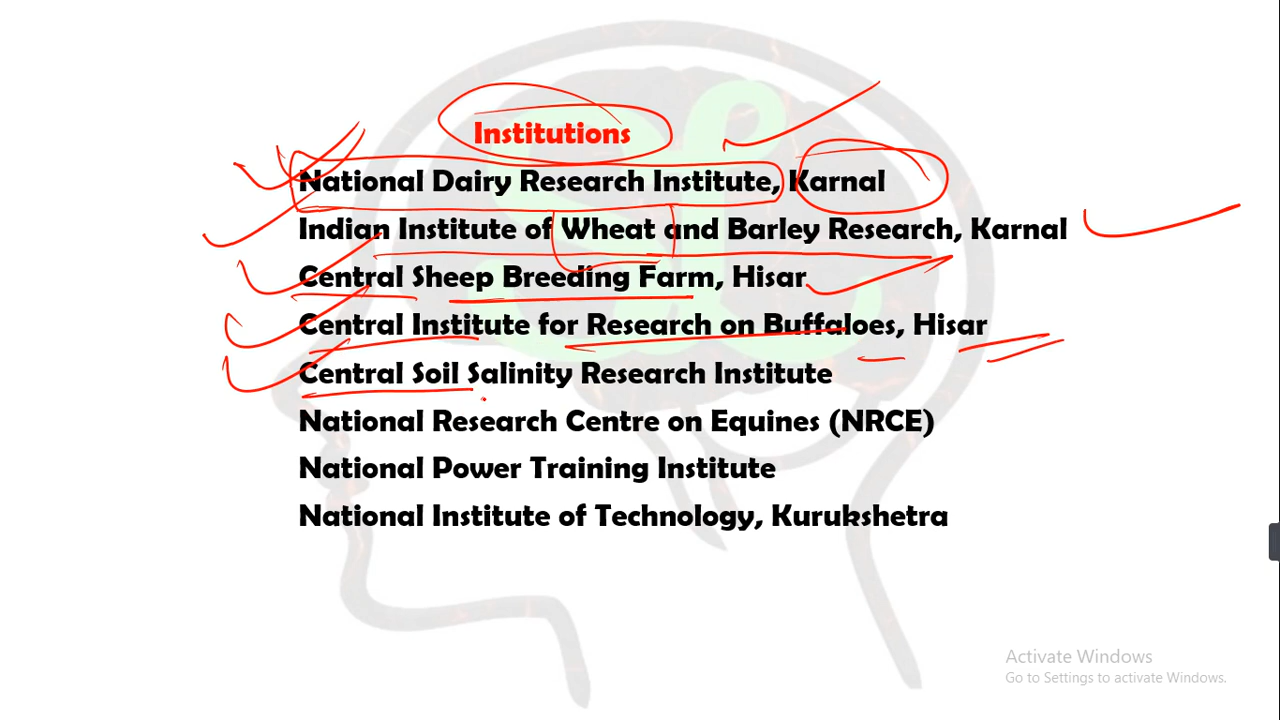 Institutions
National Dairy Research Institute, Karnal
Indian Institute of Wheat and Barley Research, Karnal
Central Sheep Breeding Farm, Hisar
Central Institute for Research on Buffaloes, Hisar
Central Soil Salinity Research Institute
National Research Centre on Equines (NRCE)
National Power Training Institute
National Institute of Technology, Kurukshetra
Activate Windows
Go to Settings to activate Windows.